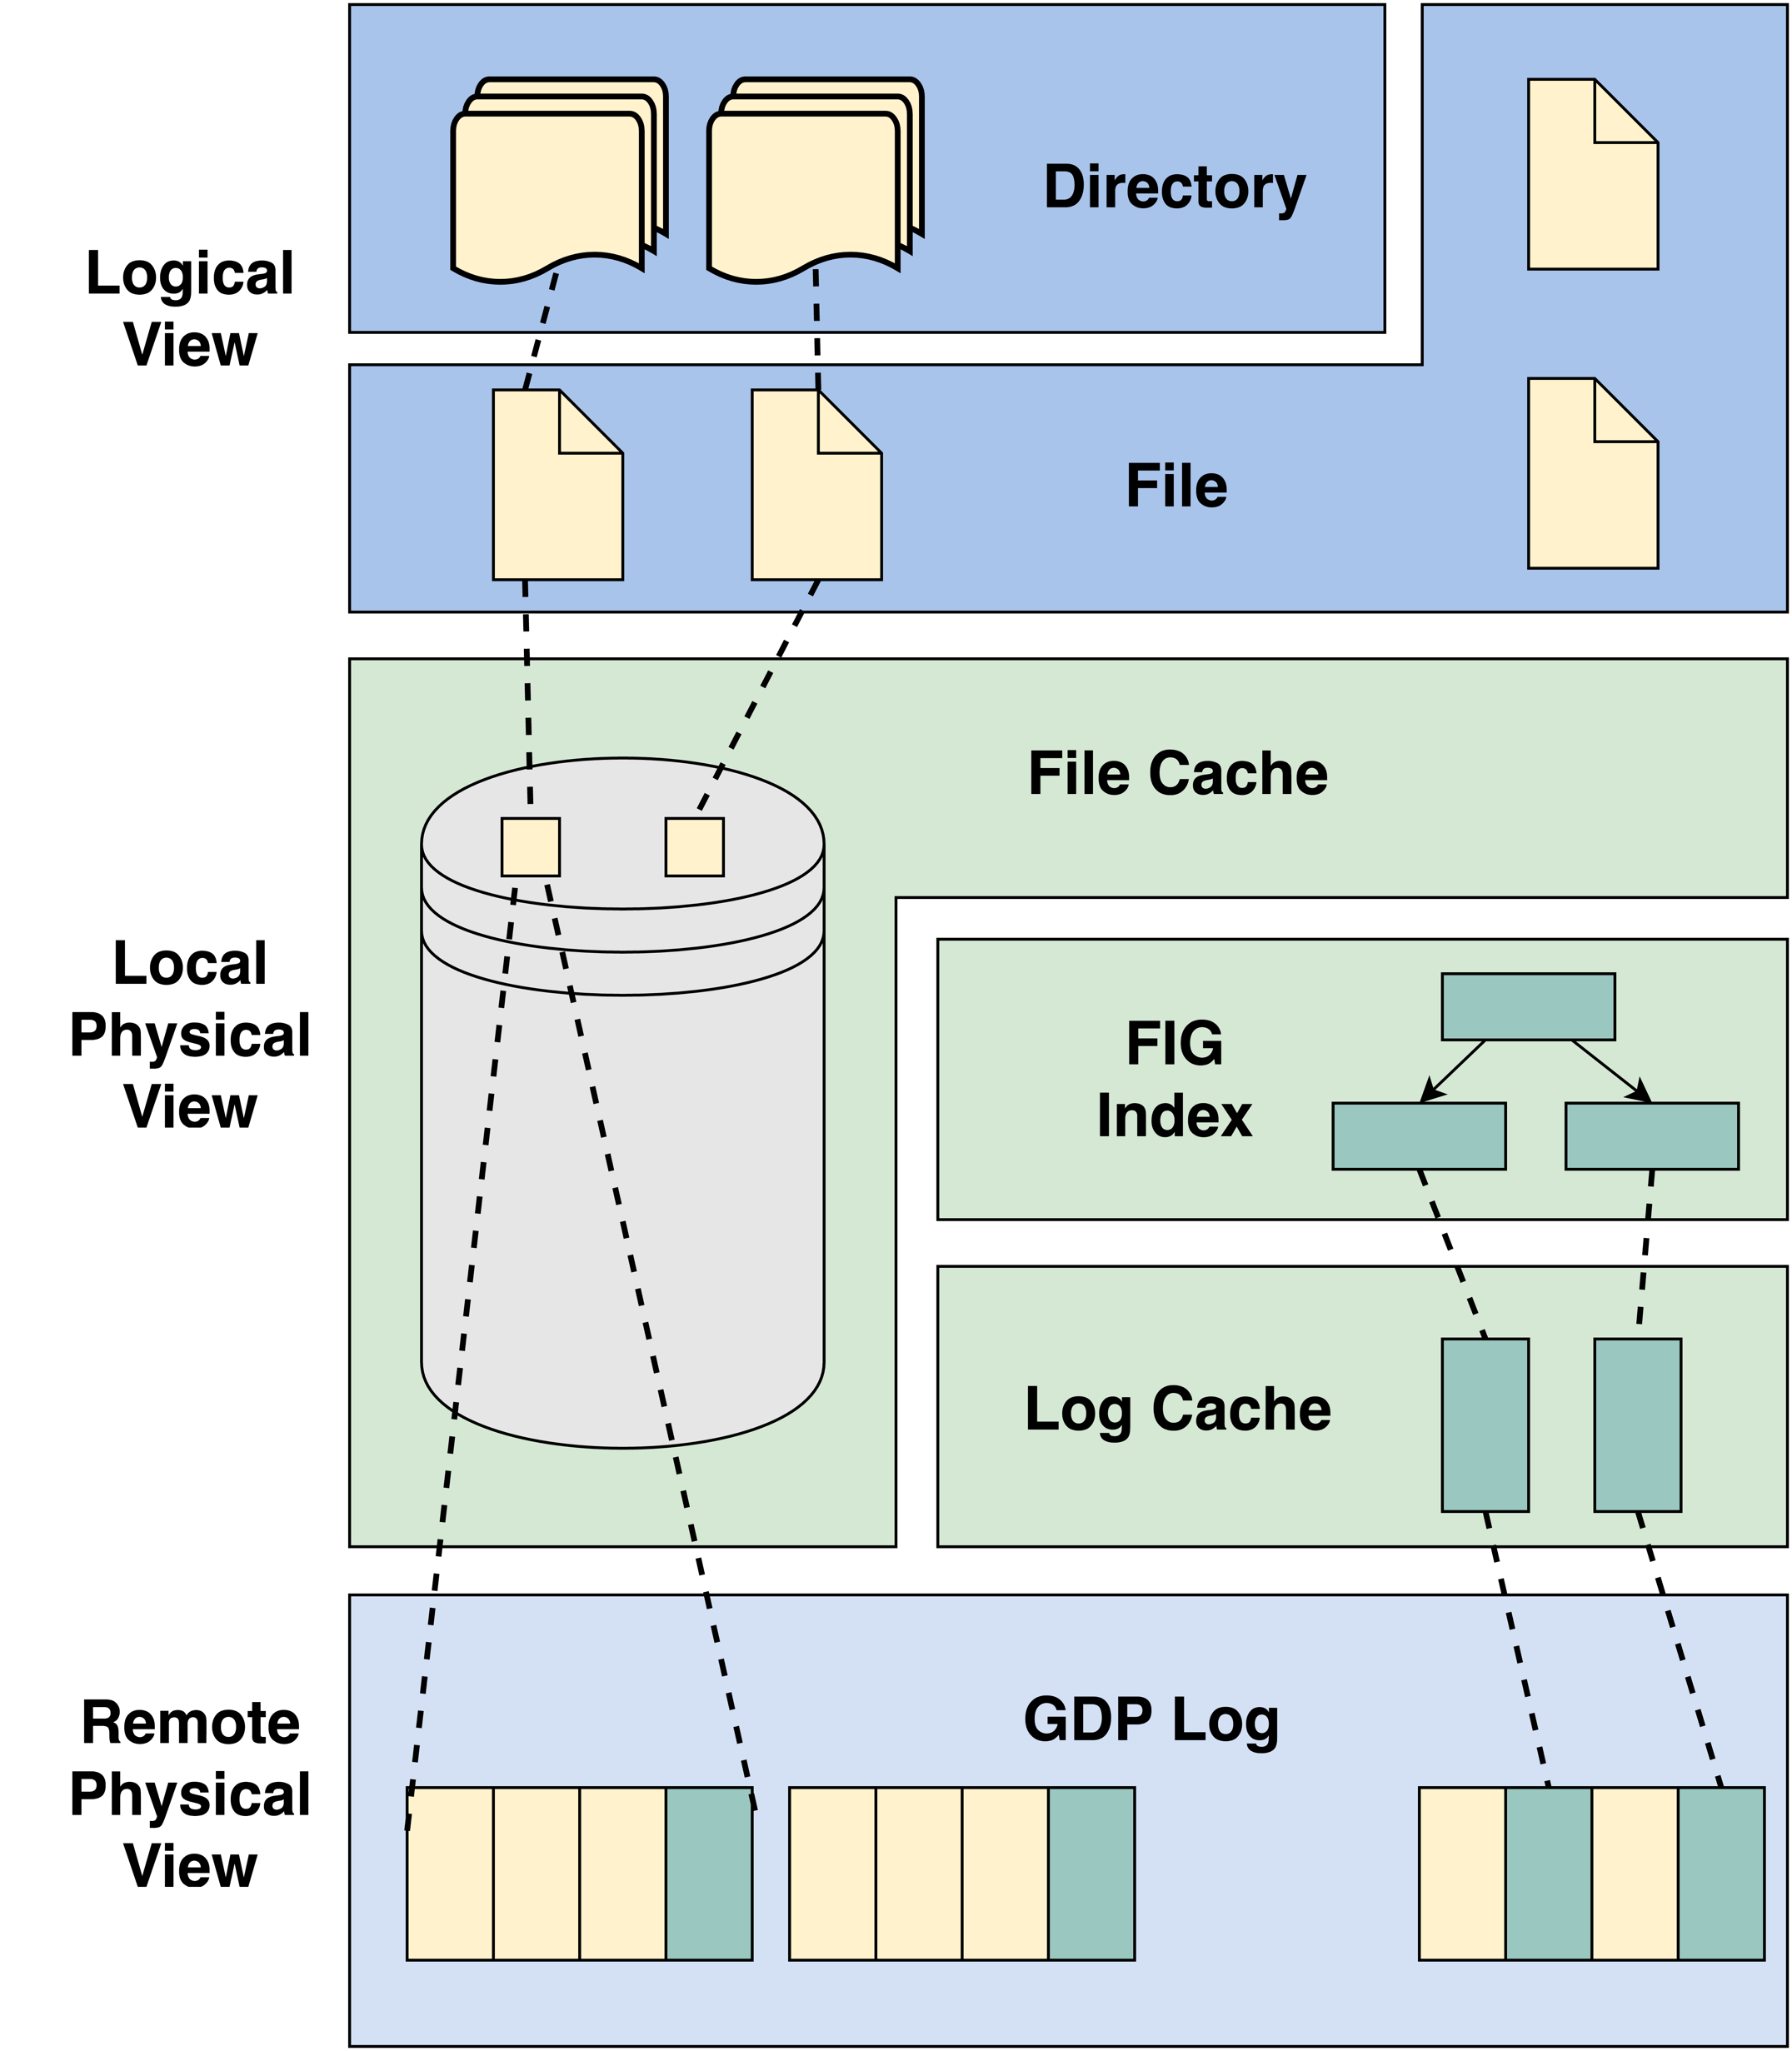 Directory
Logical
View
File
File Cache
Local
Physical
View
FIG
Index
Log Cache
Remote
Physical
View
GDP Log